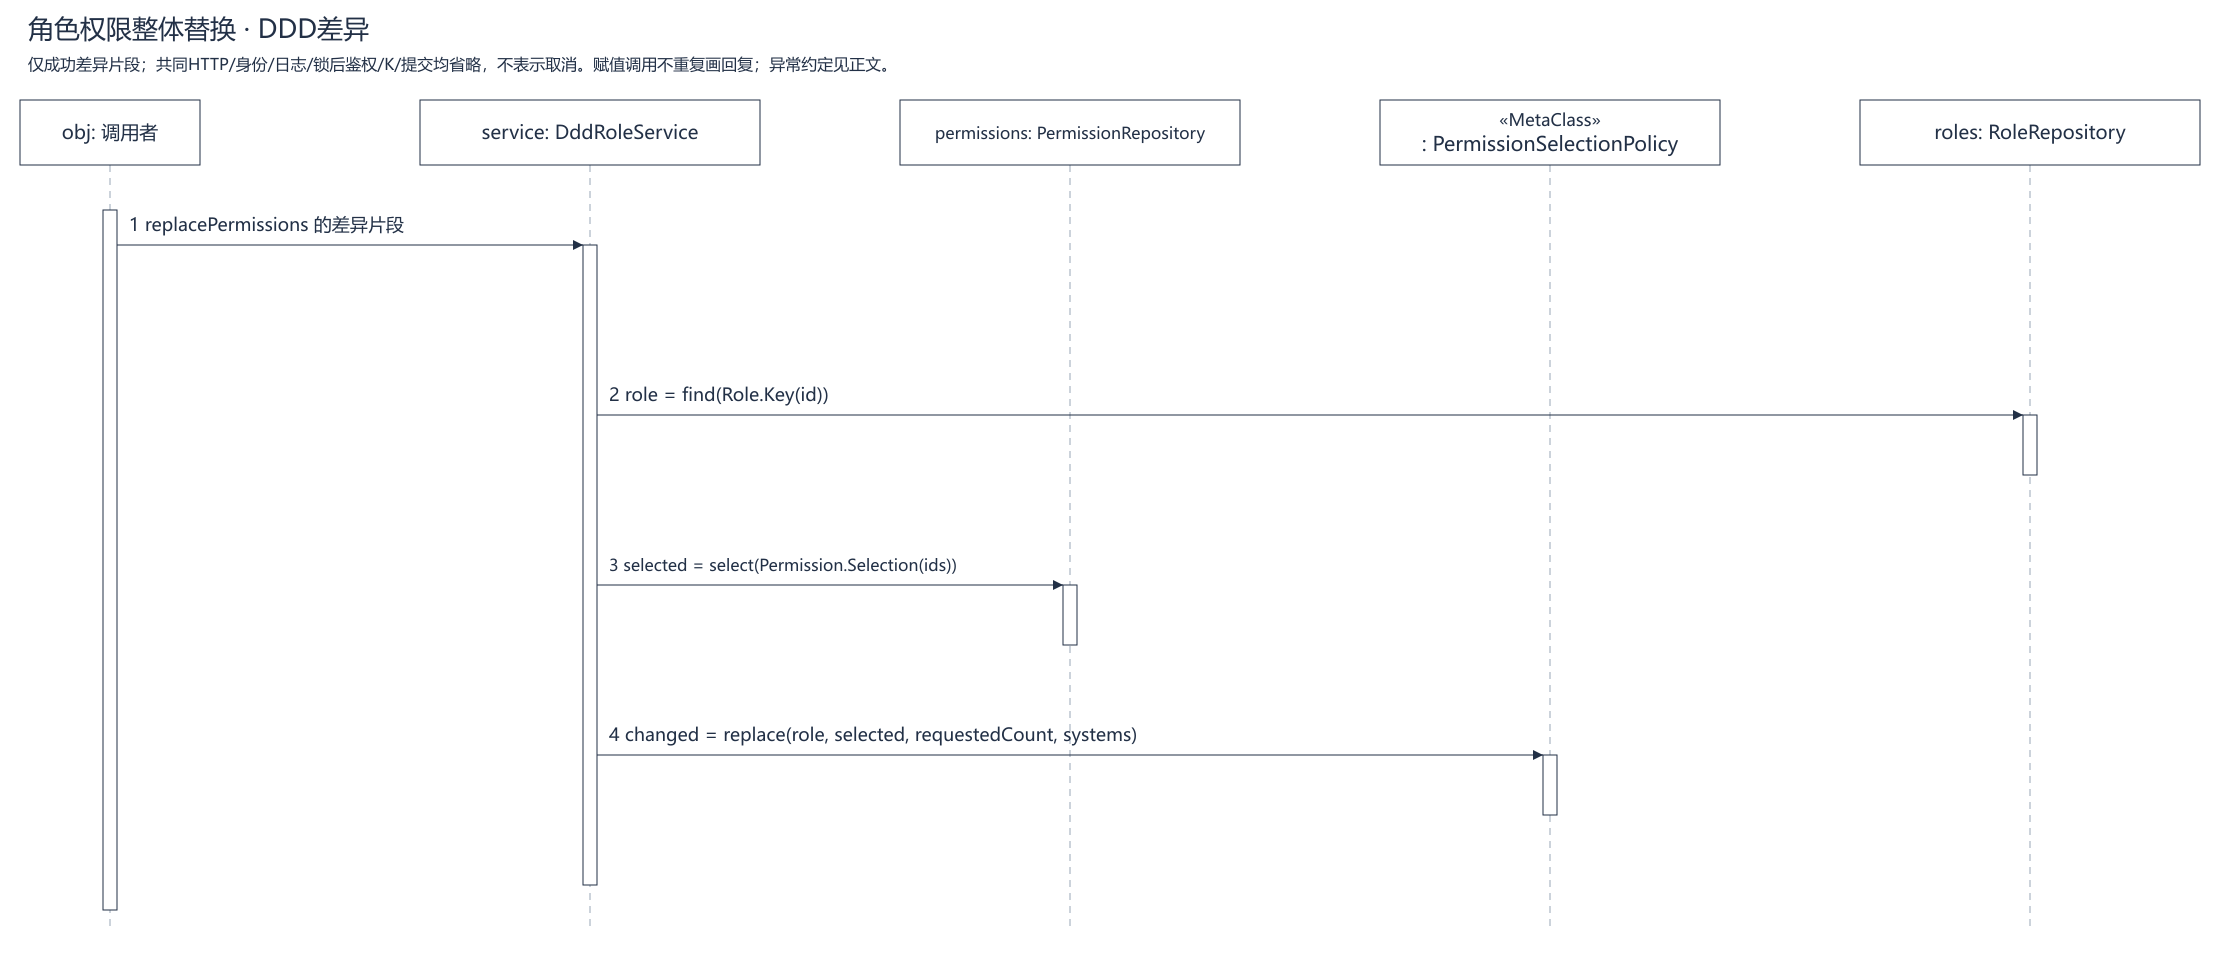 角色权限整体替换 · DDD差异
仅成功差异片段；共同HTTP/身份/日志/锁后鉴权/K/提交均省略，不表示取消。赋值调用不重复画回复；异常约定见正文。
obj: 调用者
service: DddRoleService
permissions: PermissionRepository
«MetaClass»
: PermissionSelectionPolicy
roles: RoleRepository
1 replacePermissions 的差异片段
2 role = find(Role.Key(id))
3 selected = select(Permission.Selection(ids))
4 changed = replace(role, selected, requestedCount, systems)